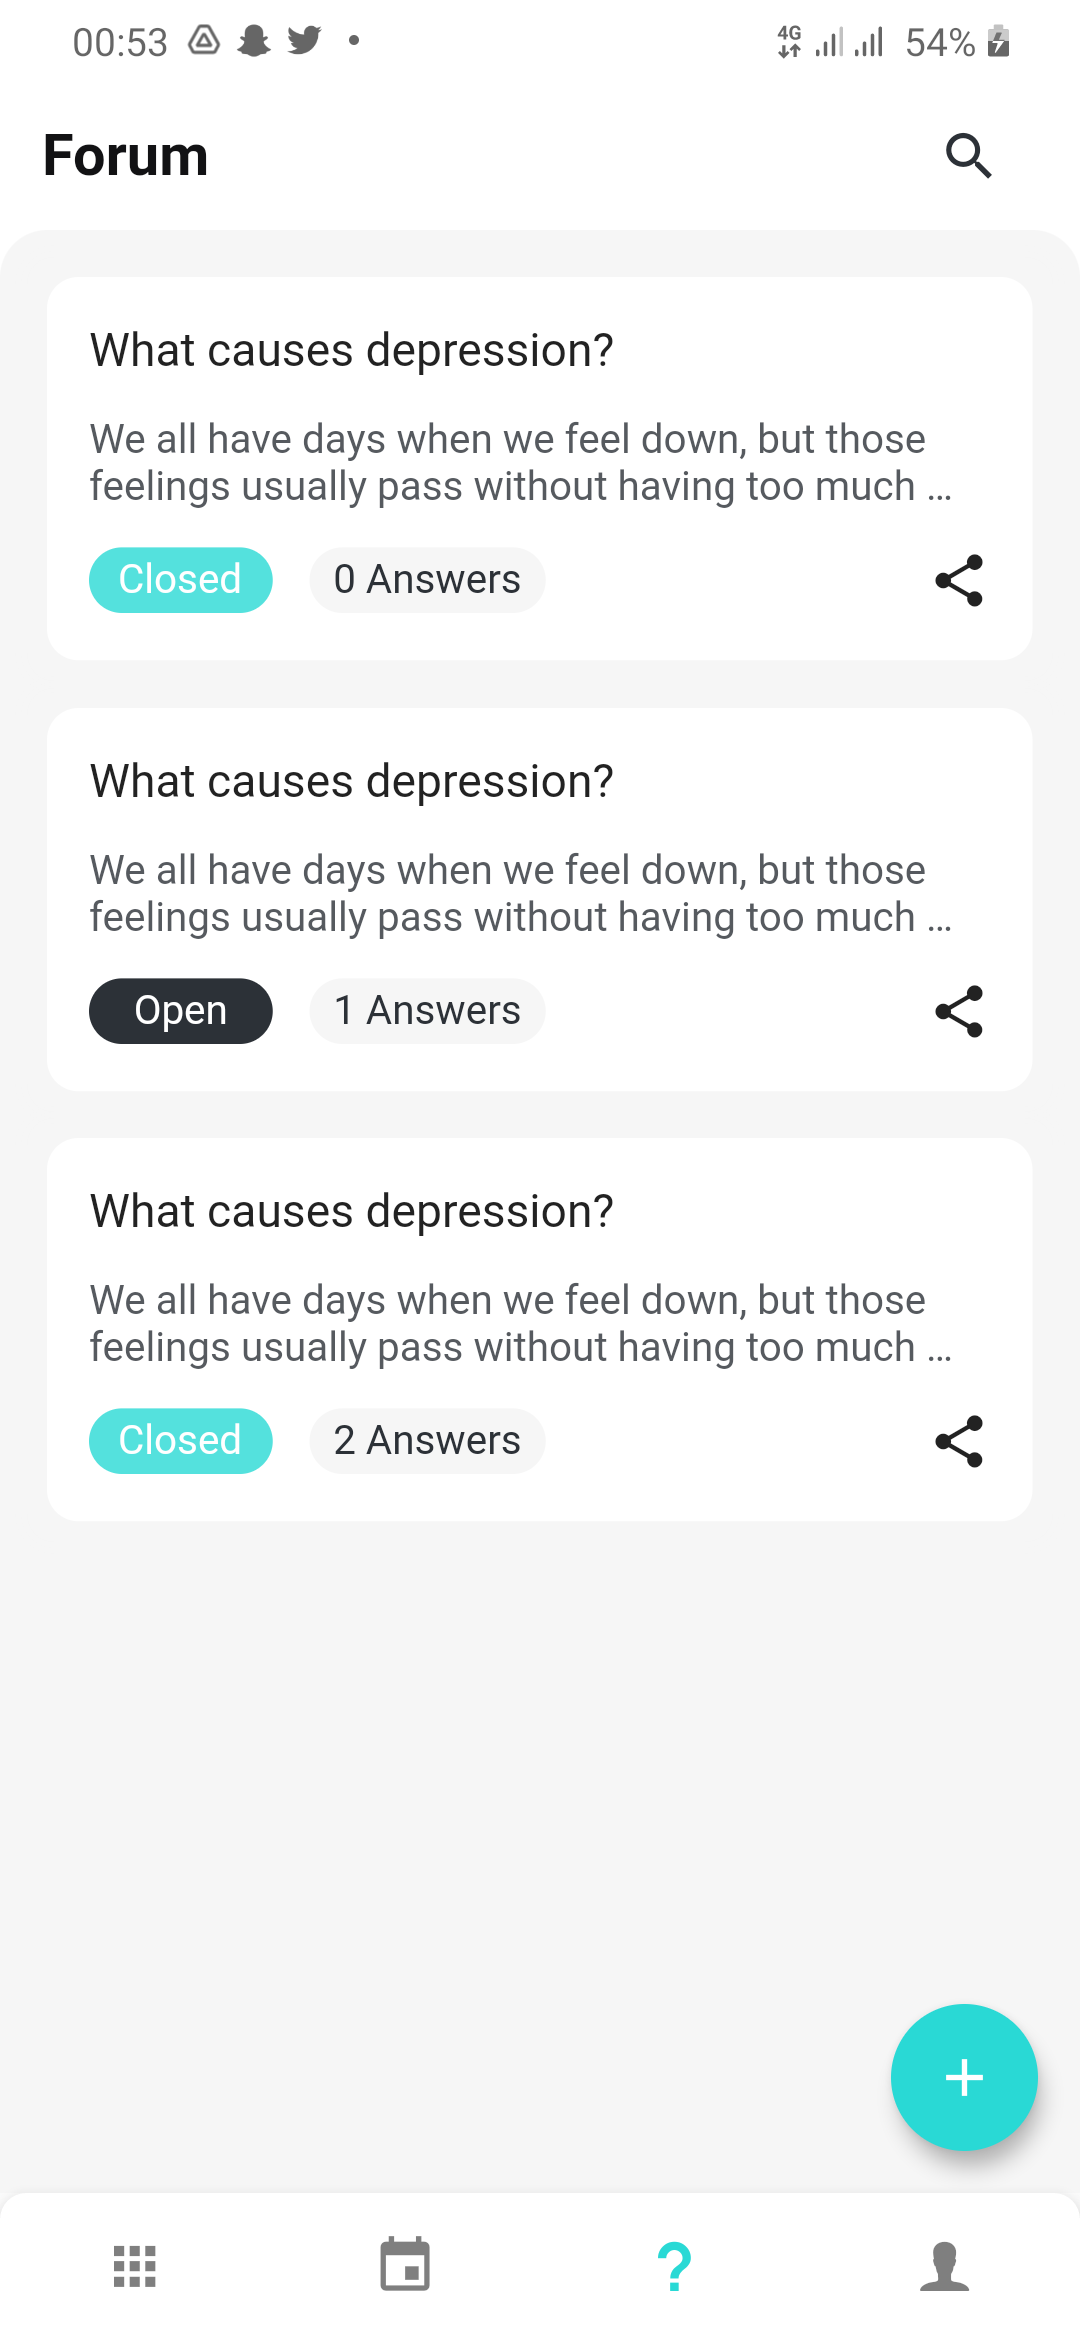 00:53
4G
54%
Forum
What causes depression?
We all have days when we feel down, but those
feelings usually pass without having too much ...
Closed
0 Answers
What causes depression?
We all have days when we feel down, but those
feelings usually pass without having too much ...
Open
1 Answers
What causes depression?
We all have days when we feel down, but those
feelings usually pass without having too much ...
Closed
2 Answers